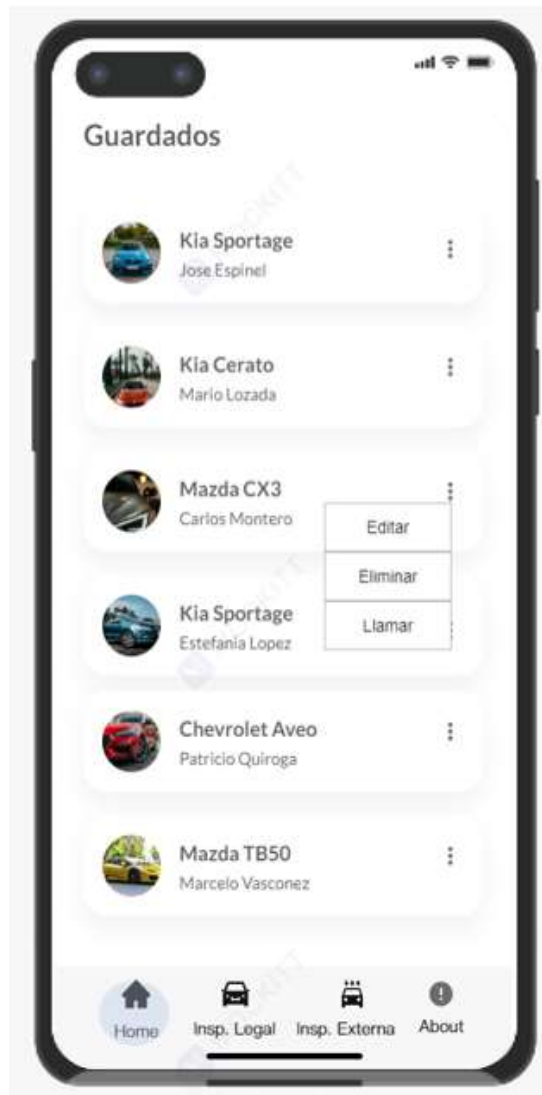 Guardados
Kia Sportage
Jose Espinel
Kia Cerato
Mario Lozada
Mazda CX3
Carlos Montero
Editar
Eliminar
Llamar
Kia Sportage
Estefania Lopez
Chevrolet Aveo
Patricio Quiroga
Mazda TB50
Marcelo Vasconez
Home
Insp. Legal
Insp. Externa
About